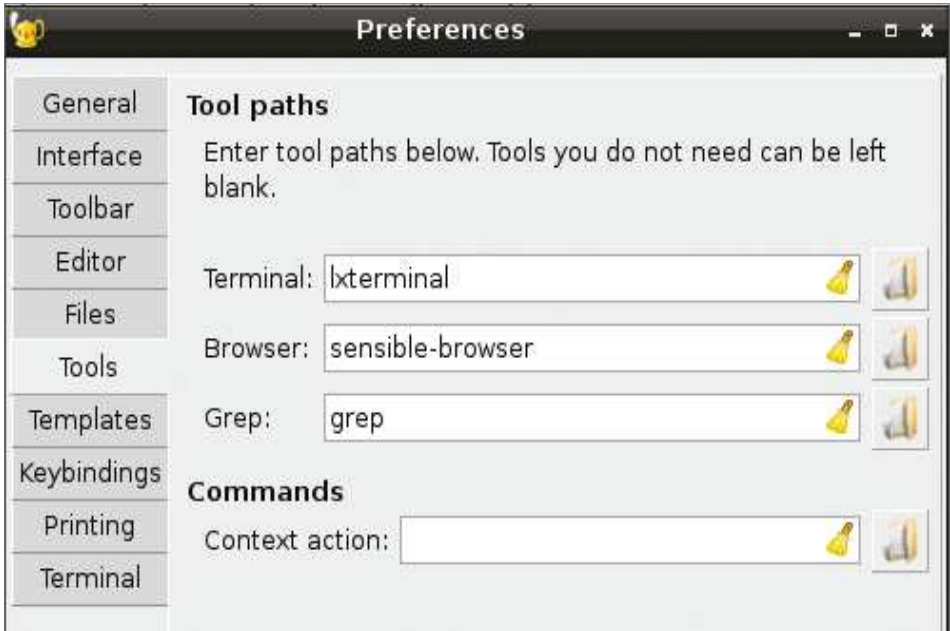 Preferences
General
Interface
Toolbar
Editor
Files
Tools
Templates
Keybindings
Printing
Terminal
Tool paths
Enter tool paths below. Tools you do not need can be left
blank.
Terminal: lxterminal
Browser: sensible-browser
Grep: grep
Commands
Context action: